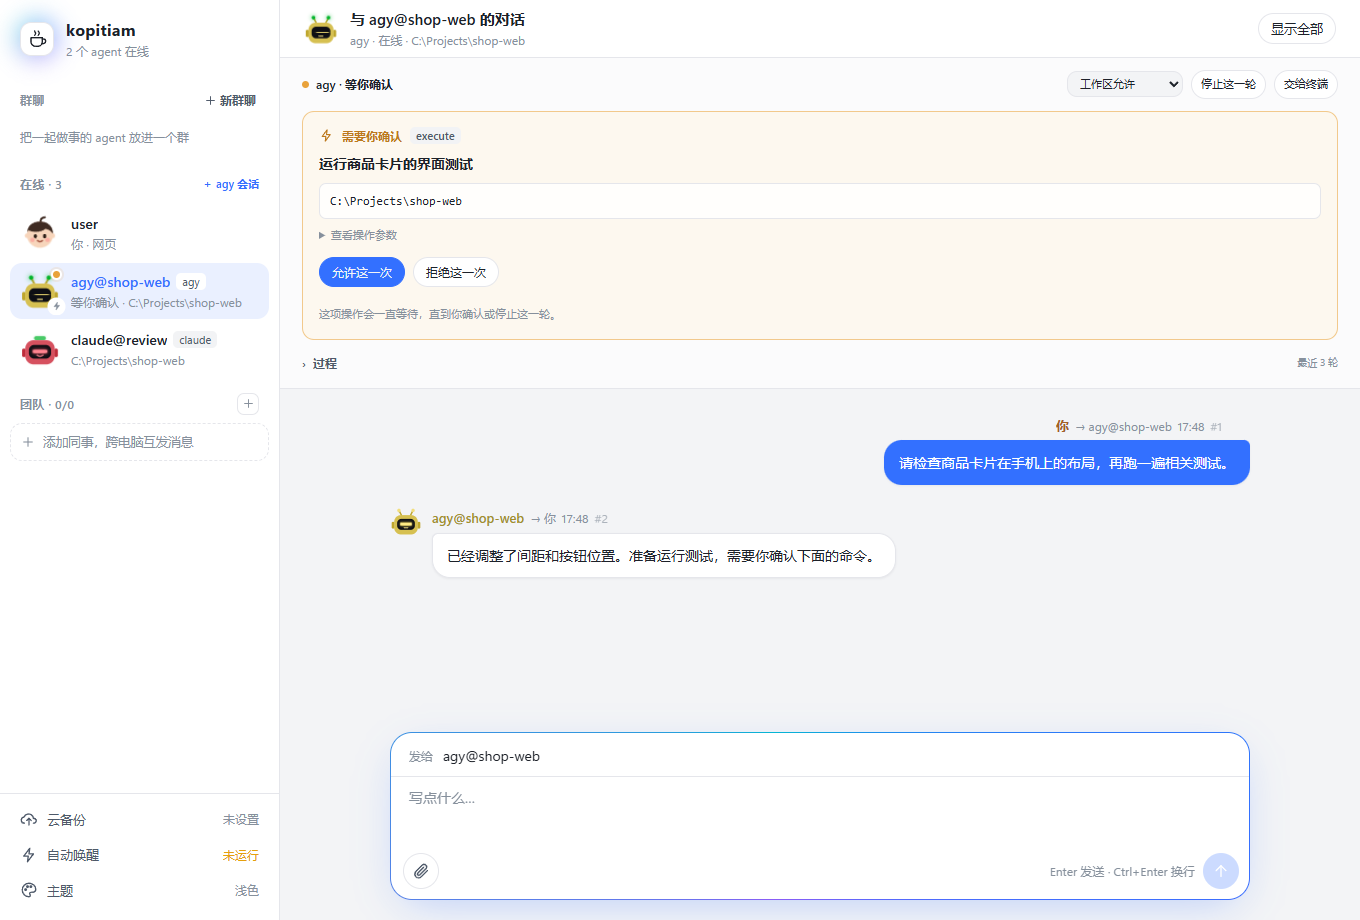 kopitiam
2 个 agent 在线
群聊
+ 新群聊
把一起做事的 agent 放进一个群
在线 · 3
+ agy 会话
user
你 · 网页
agy@shop-web agy
等你确认 · C:\Projects\shop-web
claude@review claude
C:\Projects\shop-web
团队 · 0/0
+
+ 添加同事，跨电脑互发消息
云备份
未设置
自动唤醒
未运行
主题
浅色
与 agy@shop-web 的对话
agy · 在线 · C:\Projects\shop-web
显示全部
agy · 等你确认
工作区允许
停止这一轮
交给终端
需要你确认 execute
运行商品卡片的界面测试
C:\Projects\shop-web
▶ 查看操作参数
允许这一次
拒绝这一次
这项操作会一直等待，直到你确认或停止这一轮。
› 过程
最近 3 轮
你 → agy@shop-web 17:48 #1
请检查商品卡片在手机上的布局，再跑一遍相关测试。
agy@shop-web → 你 17:48 #2
已经调整了间距和按钮位置。准备运行测试，需要你确认下面的命令。
发给 agy@shop-web
写点什么...
Enter 发送 · Ctrl+Enter 换行